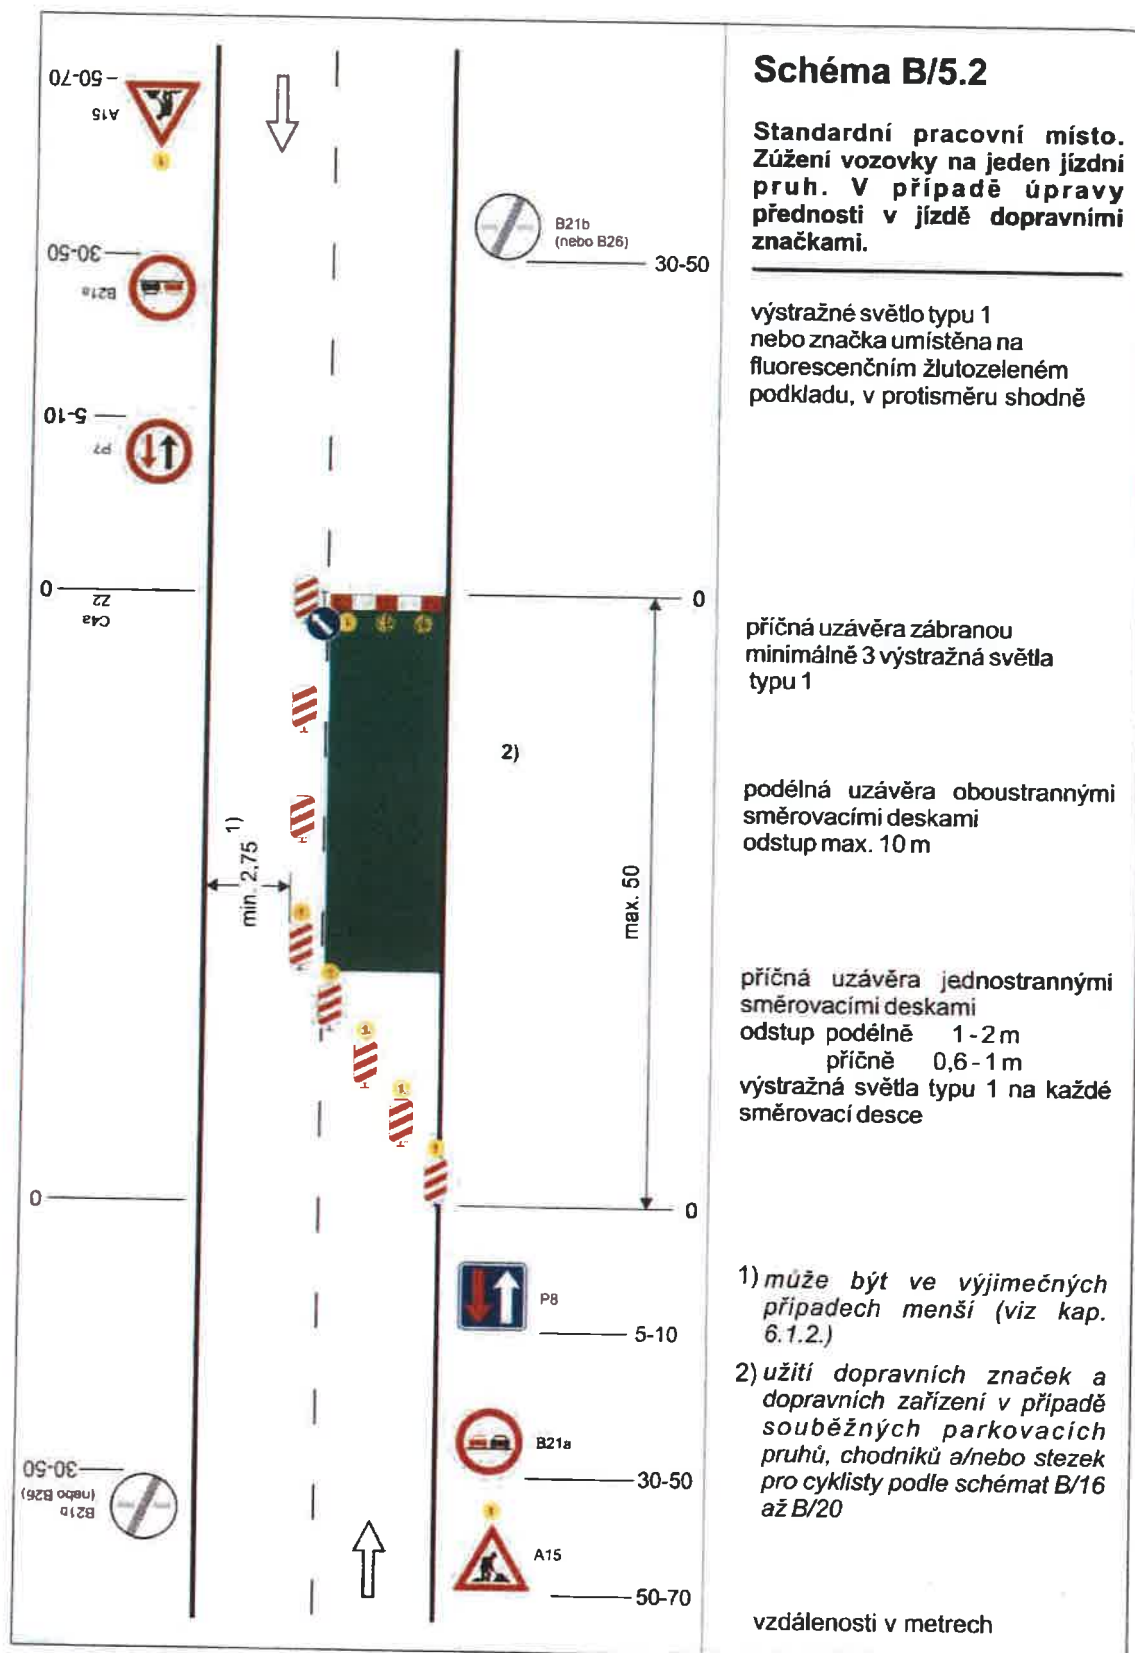 50-70
A15
30-50
B21a
5-10
P7
0
Z2
C4a
B21b
(nebo B26)
30-50
0
2)
min. 2,75 1)
max. 50
0
0
P8
5-10
B21a
30-50
1
A15
50-70
30-50
B21b
(nebo B26)
Schéma B/5.2
Standardní pracovní místo.
Zúžení vozovky na jeden jízdní
pruh. V případě úpravy
přednosti v jízdě dopravními
značkami.
výstražné světlo typu 1
nebo značka umístěna na
fluorescenčním žlutozeleném
podkladu, v protisměru shodně
příčná uzávěra zábranou
minimálně 3 výstražná světla
typu 1
podélná uzávěra oboustrannými
směrovacími deskami
odstup max. 10 m
příčná uzávěra jednostrannými
směrovacími deskami
odstup podélně 1-2 m
příčně 0,6-1 m
výstražná světla typu 1 na každé
směrovací desce
1) může být ve výjimečných
případech menší (viz kap.
6.1.2.)
2) užití dopravních značek a
dopravních zařízení v případě
souběžných parkovacích
pruhů, chodníků a/nebo stezek
pro cyklisty podle schémat B/16
až B/20
vzdálenosti v metrech